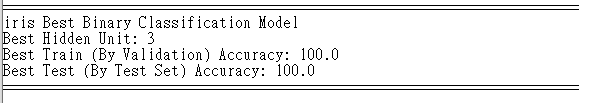 iris Best Binary Classification Model
Best Hidden Unit: 3
Best Train (By Validation) Accuracy: 100.0
Best Test (By Test Set) Accuracy: 100.0